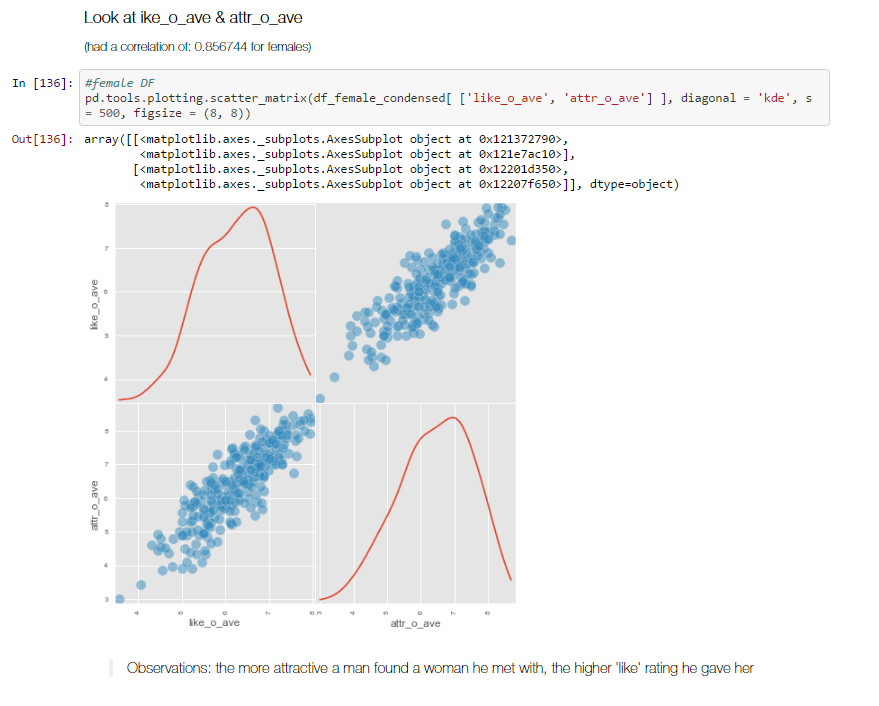 Look at ike_o_ave & attr_o_ave
(had a correlation of: 0.856744 for females)
In [136]: #female DF
pd.tools.plotting.scatter_matrix(df_female_condensed[ ['like_o_ave', 'attr_o_ave'] ], diagonal = 'kde', s
= 500, figsize = (8, 8))
Out[136]: array([[<matplotlib.axes._subplots.AxesSubplot object at 0x121372790>,
<matplotlib.axes._subplots.AxesSubplot object at 0x121e7ac10>],
[<matplotlib.axes._subplots.AxesSubplot object at 0x12201d350>,
<matplotlib.axes._subplots.AxesSubplot object at 0x12207f650>]], dtype=object)
8
7
6
5
4
like_o_ave
8
7
6
5
4
3
attr_o_ave
4 5 6 7 8
3 4 5 6 7 8
like_o_ave
attr_o_ave
Observations: the more attractive a man found a woman he met with, the higher 'like' rating he gave her